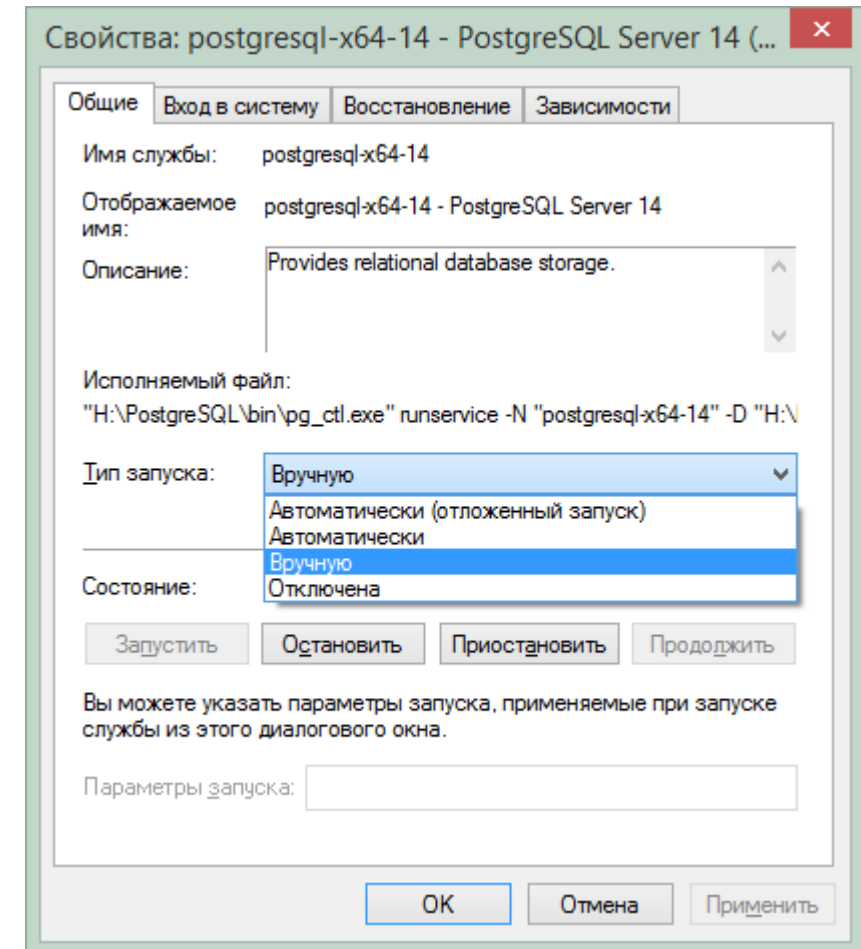 Свойства: postgresql-x64-14 - PostgreSQL Server 14 (...
Общие Вход в систему Восстановление Зависимости
Имя службы: postgresql-x64-14
Отображаемое имя: postgresql-x64-14 - PostgreSQL Server 14
Описание: Provides relational database storage.
Исполняемый файл:
"H:\PostgreSQL\bin\pg_ctl.exe" runservice -N "postgresql-x64-14" -D "H:\
Тип запуска: Вручную
Автоматически (отложенный запуск)
Автоматически
Вручную
Отключена
Состояние:
Запустить Остановить Приостановить Продолжить
Вы можете указать параметры запуска, применяемые при запуске
службы из этого диалогового окна.
Параметры запуска:
OK Отмена Применить